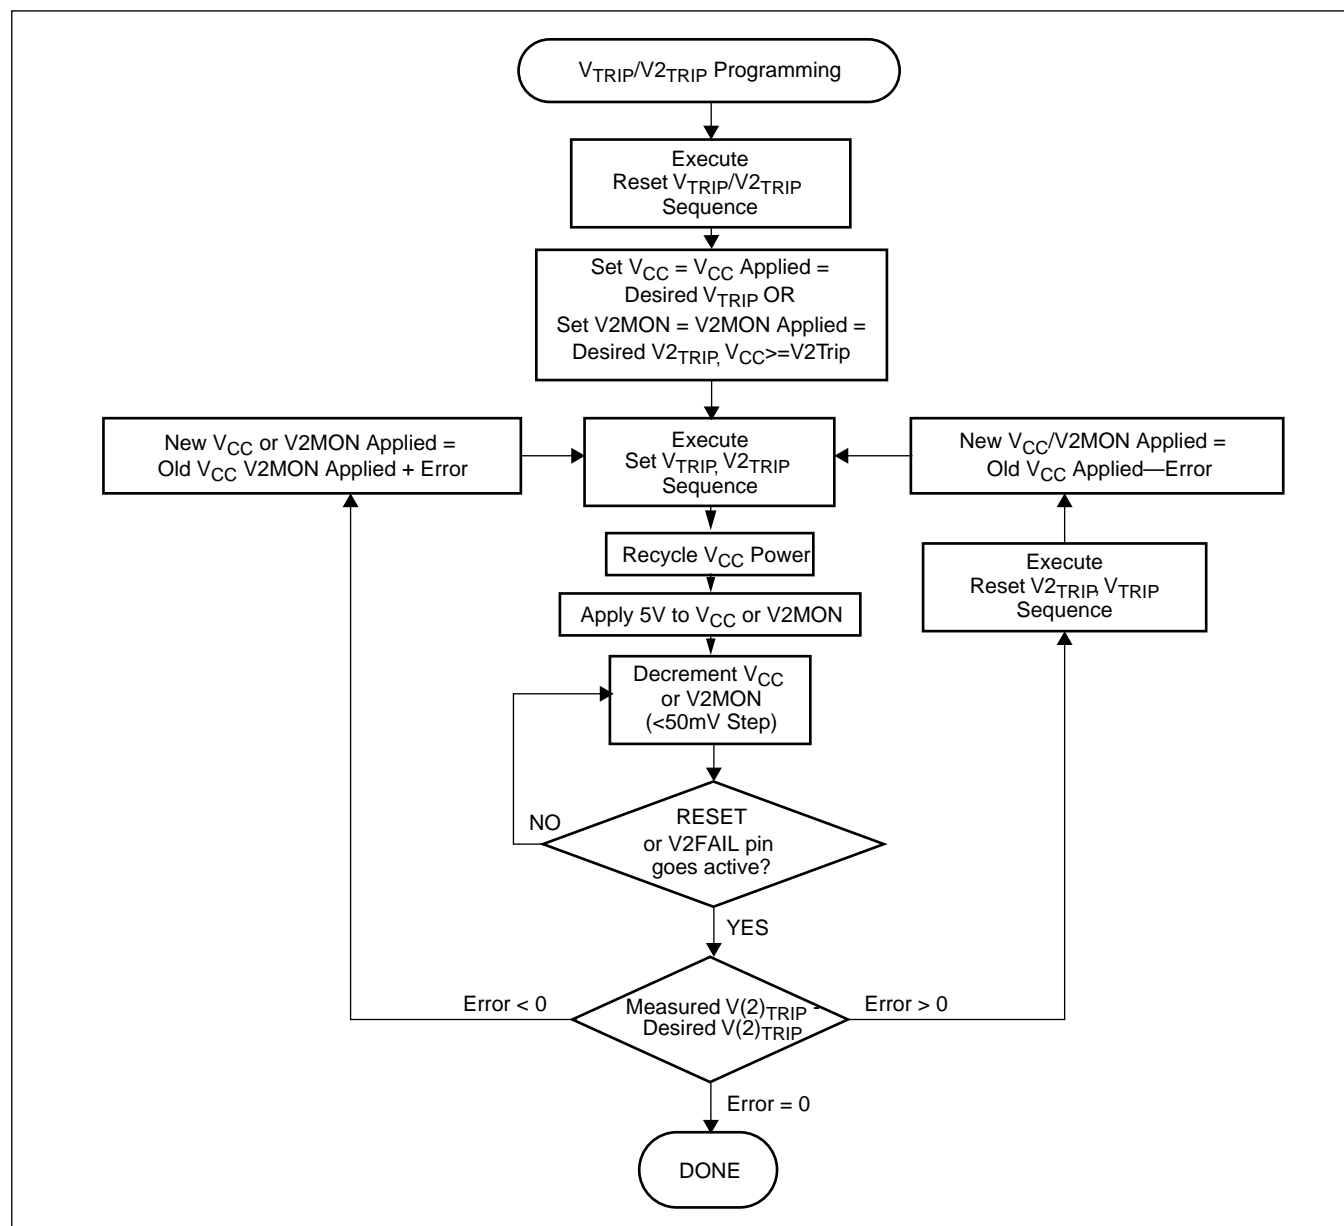 VTRIP/V2TRIP Programming
Execute
Reset VTRIP/V2TRIP
Sequence
Set VCC = VCC Applied =
Desired VTRIP OR
Set V2MON = V2MON Applied =
Desired V2TRIP, VCC>=V2Trip
New VCC or V2MON Applied =
Old VCC V2MON Applied + Error
Execute
Set VTRIP, V2TRIP
Sequence
New VCC/V2MON Applied =
Old VCC Applied—Error
Recycle VCC Power
Execute
Reset V2TRIP, VTRIP
Sequence
Apply 5V to VCC or V2MON
Decrement VCC
or V2MON
(<50mV Step)
NO
RESET
or V2FAIL pin
goes active?
YES
Error < 0
Measured V(2)TRIP -
Desired V(2)TRIP
Error > 0
Error = 0
DONE